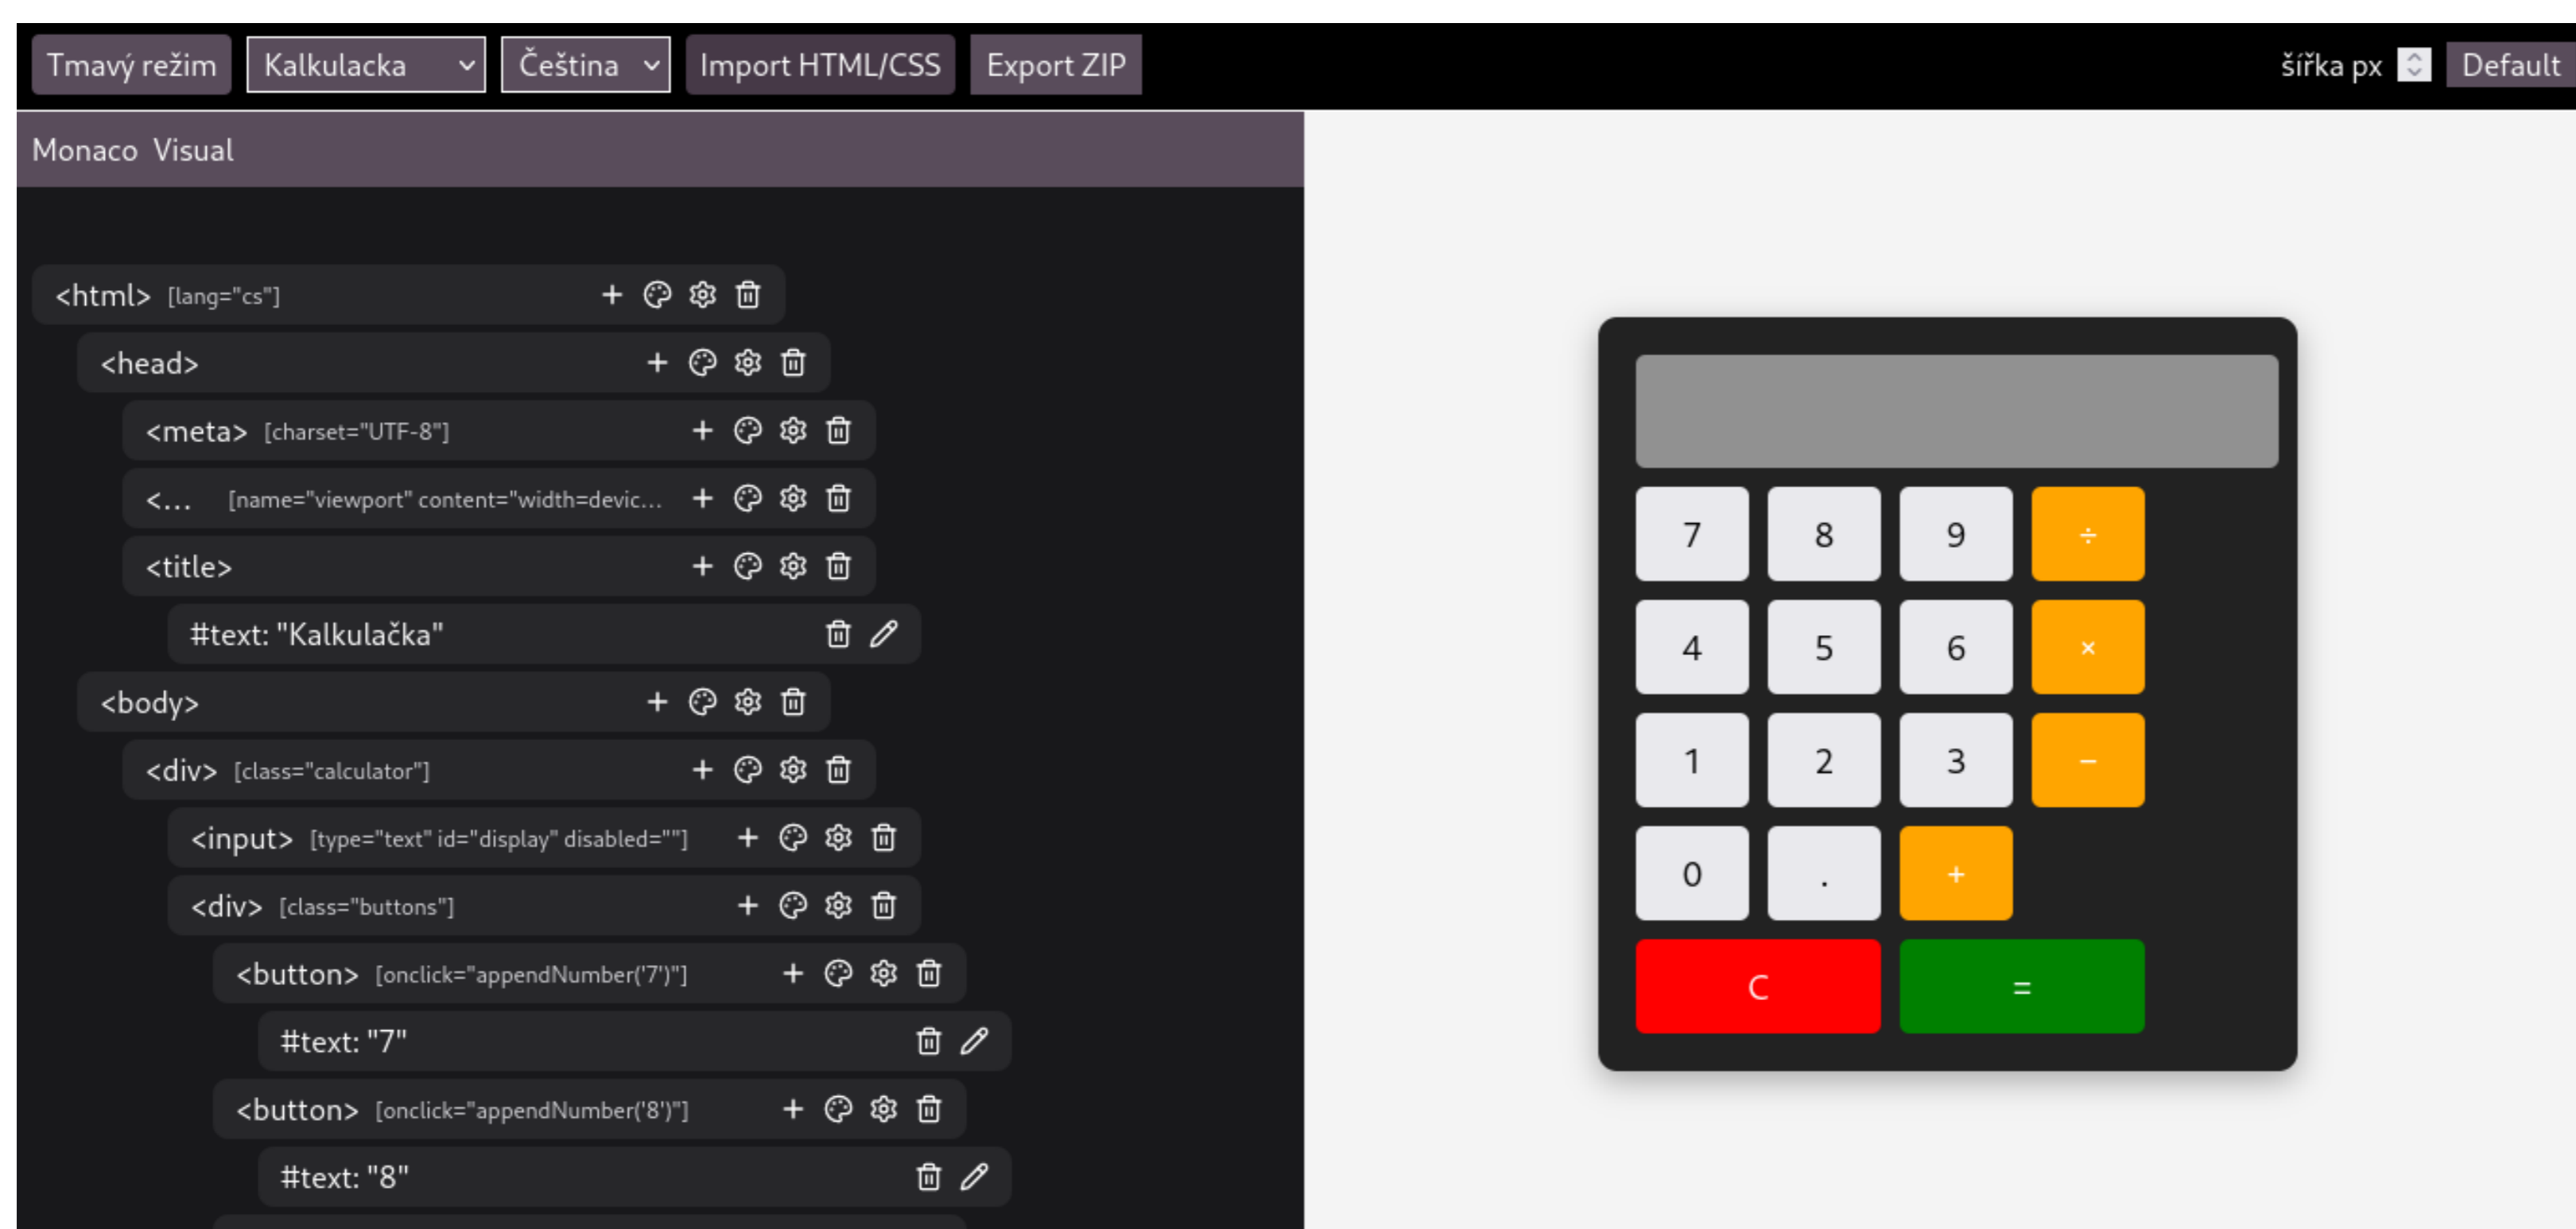 Tmavý režim Kalkulacka Čeština Import HTML/CSS Export ZIP šířka px Default
Monaco Visual
<html> [lang="cs"]
<head>
<meta> [charset="UTF-8"]
<... [name="viewport" content="width=devic...
<title>
#text: "Kalkulačka"
<body>
<div> [class="calculator"]
<input> [type="text" id="display" disabled=""]
<div> [class="buttons"]
<button> [onclick="appendNumber('7')"]
#text: "7"
<button> [onclick="appendNumber('8')"]
#text: "8"
7 8 9 ÷
4 5 6 ×
1 2 3 −
0 . +
C =